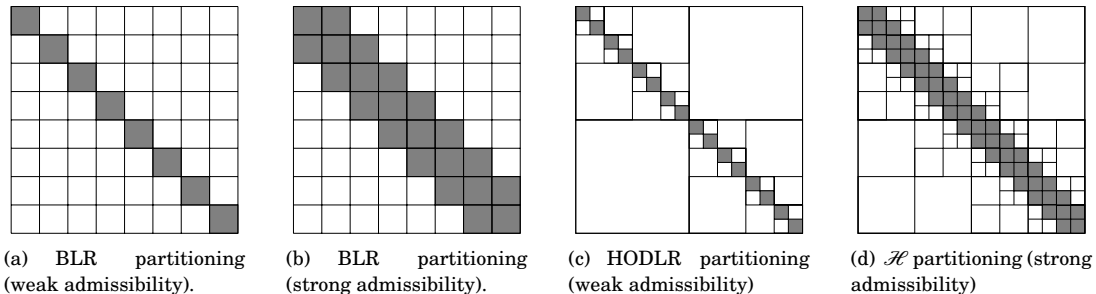 (a) BLR partitioning
(weak admissibility).
(b) BLR partitioning
(strong admissibility).
(c) HODLR partitioning
(weak admissibility)
(d) ℋ partitioning (strong
admissibility)